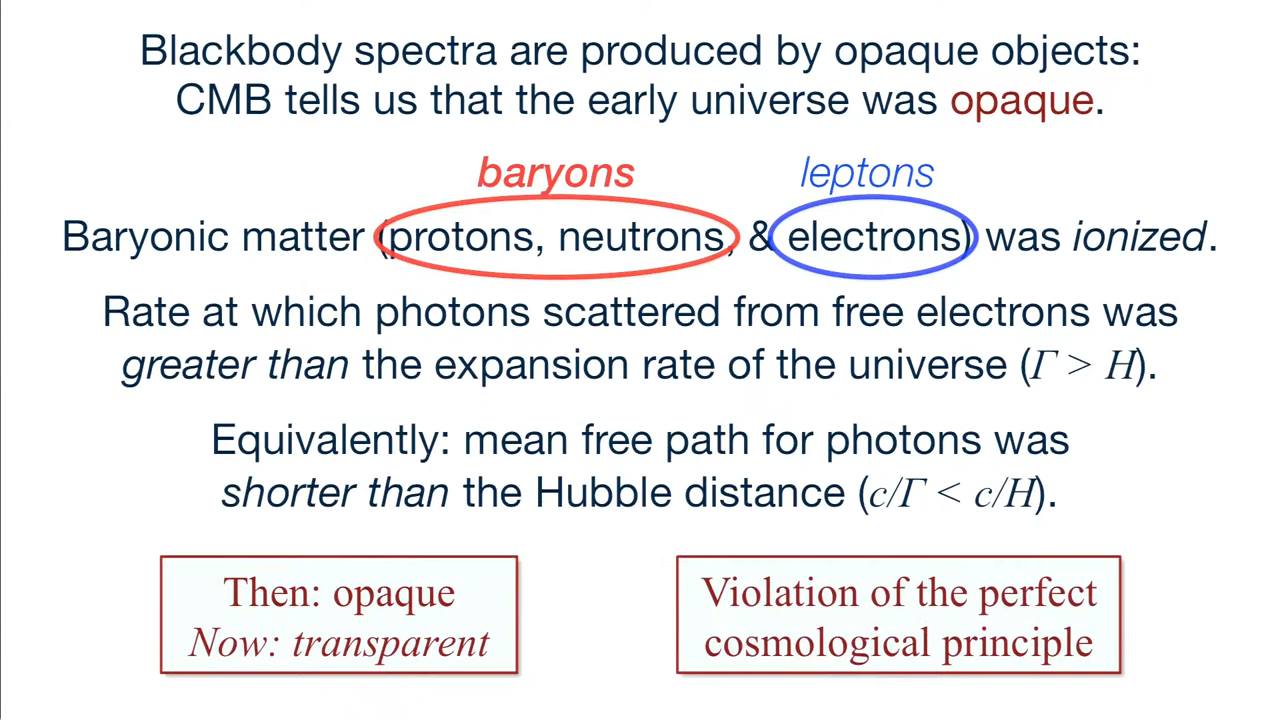 Blackbody spectra are produced by opaque objects:
CMB tells us that the early universe was opaque.
baryons leptons
Baryonic matter (protons, neutrons, & electrons) was ionized.
Rate at which photons scattered from free electrons was
greater than the expansion rate of the universe (Γ > H).
Equivalently: mean free path for photons was
shorter than the Hubble distance (c/Γ < c/H).
Then: opaque
Now: transparent
Violation of the perfect
cosmological principle